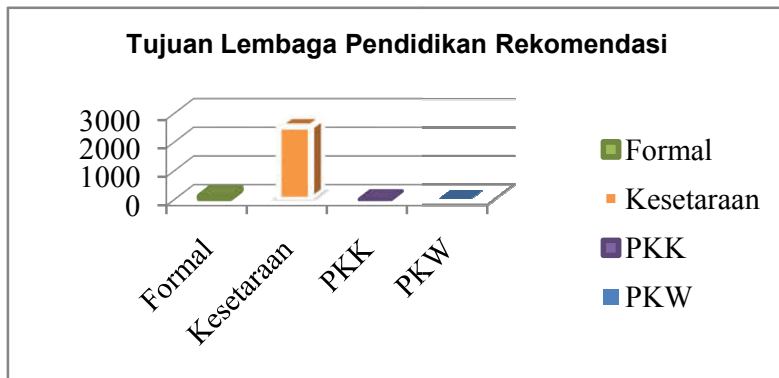 Tujuan Lembaga Pendidikan Rekomendasi
3000
2000
1000
0
Formal
Kesetaraan
PKK
PKW
Formal
Kesetaraan
PKK
PKW